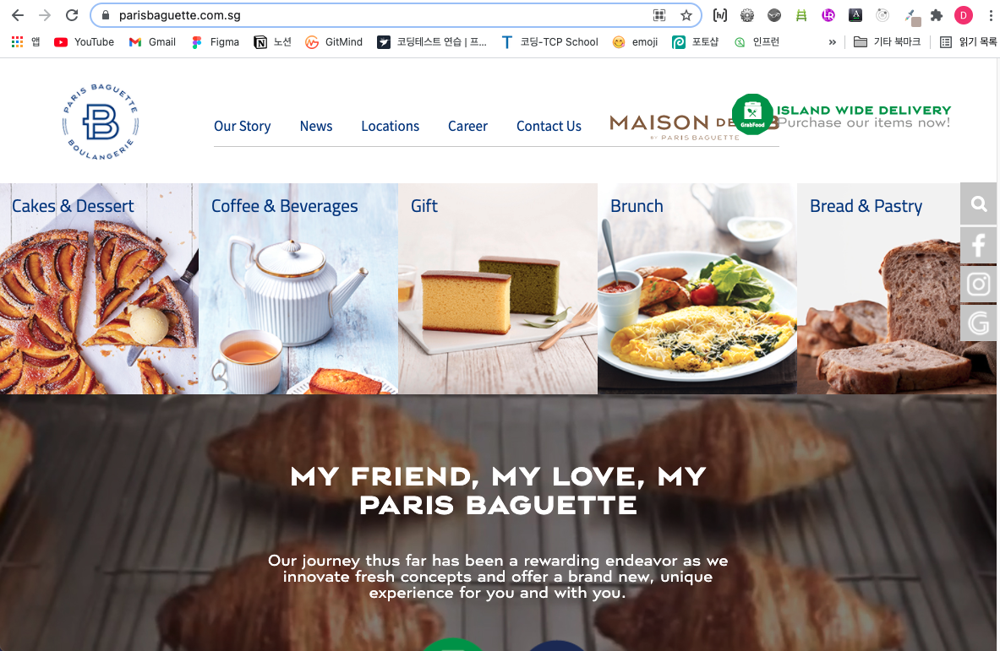 parisbaguette.com.sg
앱 YouTube Gmail Figma 노션 GitMind 코딩테스트 연습 | 프... 코딩-TCP School emoji 포토샵 인프런 » 기타 북마크 읽기 목록
PARIS BAGUETTE
BOULANGERIE
Our Story News Locations Career Contact Us
MAISON DE
BY PARIS BAGUETTE
GrabFood
ISLAND WIDE DELIVERY
Purchase our items now!
Cakes & Dessert Coffee & Beverages Gift Brunch Bread & Pastry
MY FRIEND, MY LOVE, MY
PARIS BAGUETTE
Our journey thus far has been a rewarding endeavor as we
innovate fresh concepts and offer a brand new, unique
experience for you and with you.